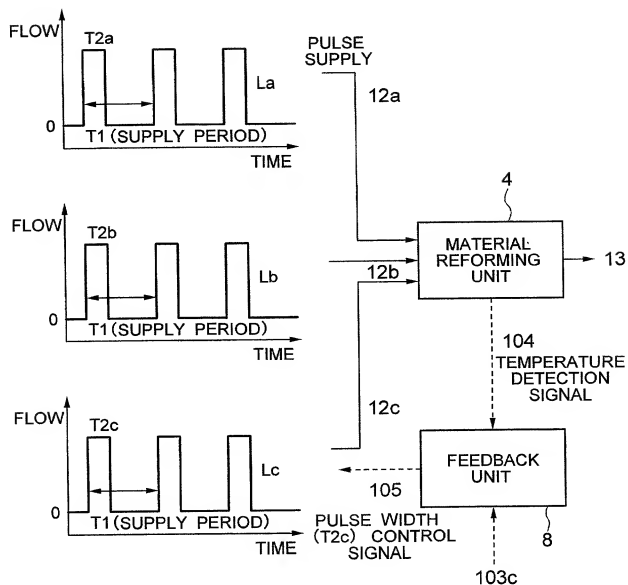 FLOW
T2a
La
0
T1 (SUPPLY PERIOD)
TIME
PULSE
SUPPLY
12a
FLOW
T2b
Lb
0
T1 (SUPPLY PERIOD)
TIME
12b
4
MATERIAL
REFORMING
UNIT
13
104
TEMPERATURE
DETECTION
SIGNAL
FLOW
T2c
Lc
0
T1 (SUPPLY PERIOD)
TIME
12c
105
PULSE WIDTH
(T2c) CONTROL
SIGNAL
FEEDBACK
UNIT
8
103c